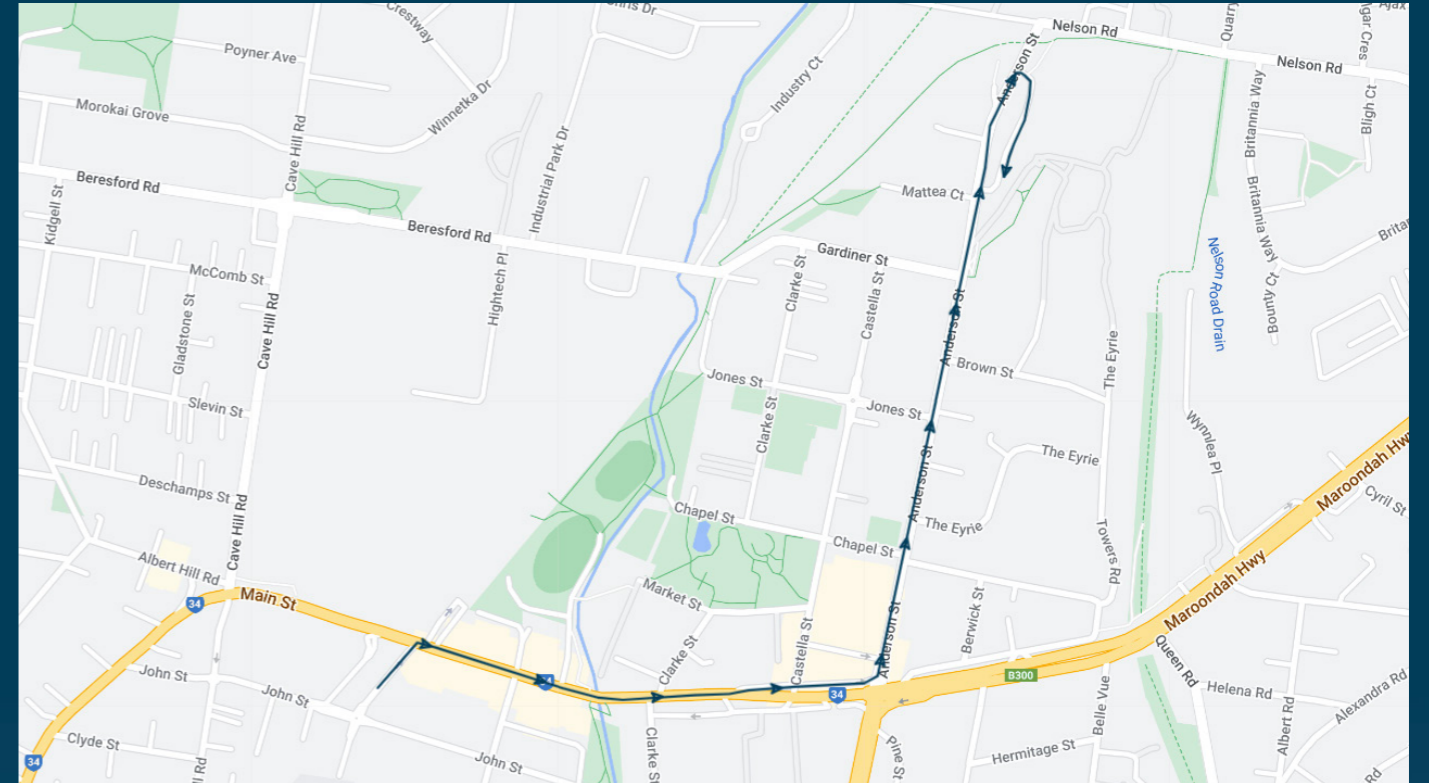 Crestway
Chris Dr
Nelson Rd
Quarry
Ajax
Poyner Ave
Anderson St
Nelson Rd
Industry Ct
Morokai Grove
Winnetka Dr
Cave Hill Rd
Industrial Park Dr
Britannia Way
Bligh Ct
Beresford Rd
Kidgell St
Mattea Ct
Britannia Way
Beresford Rd
Gardiner St
Nelson Road Drain
McComb St
Hightech Pl
Clarke St
Castella St
Bounty Ct
Gladstone St
Cave Hill Rd
Anderson St
The Eyrie
Brown St
Jones St
Slevin St
Jones St
Clarke St
Wynnlea Pl
The Eyrie
Maroondah Hwy
Deschamps St
Anderson St
Cyril St
Chapel St
The Eyrie
Cave Hill Rd
Chapel St
Towers Rd
Albert Hill Rd
Maroondah Hwy
Main St
34
Market St
Berwick St
Anderson St
Castella St
Clarke St
Queen Rd
John St
B300
34
34
Helena Rd
John St
Belle Vue
Albert Rd
Alexandra Rd
Clyde St
Clarke St
Pine St
Hermitage St
John St
34
Rd
Rd